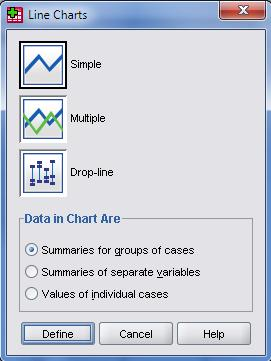 Line Charts
Simple
Multiple
Drop-line
Data in Chart Are
Summaries for groups of cases
Summaries of separate variables
Values of individual cases
Define Cancel Help